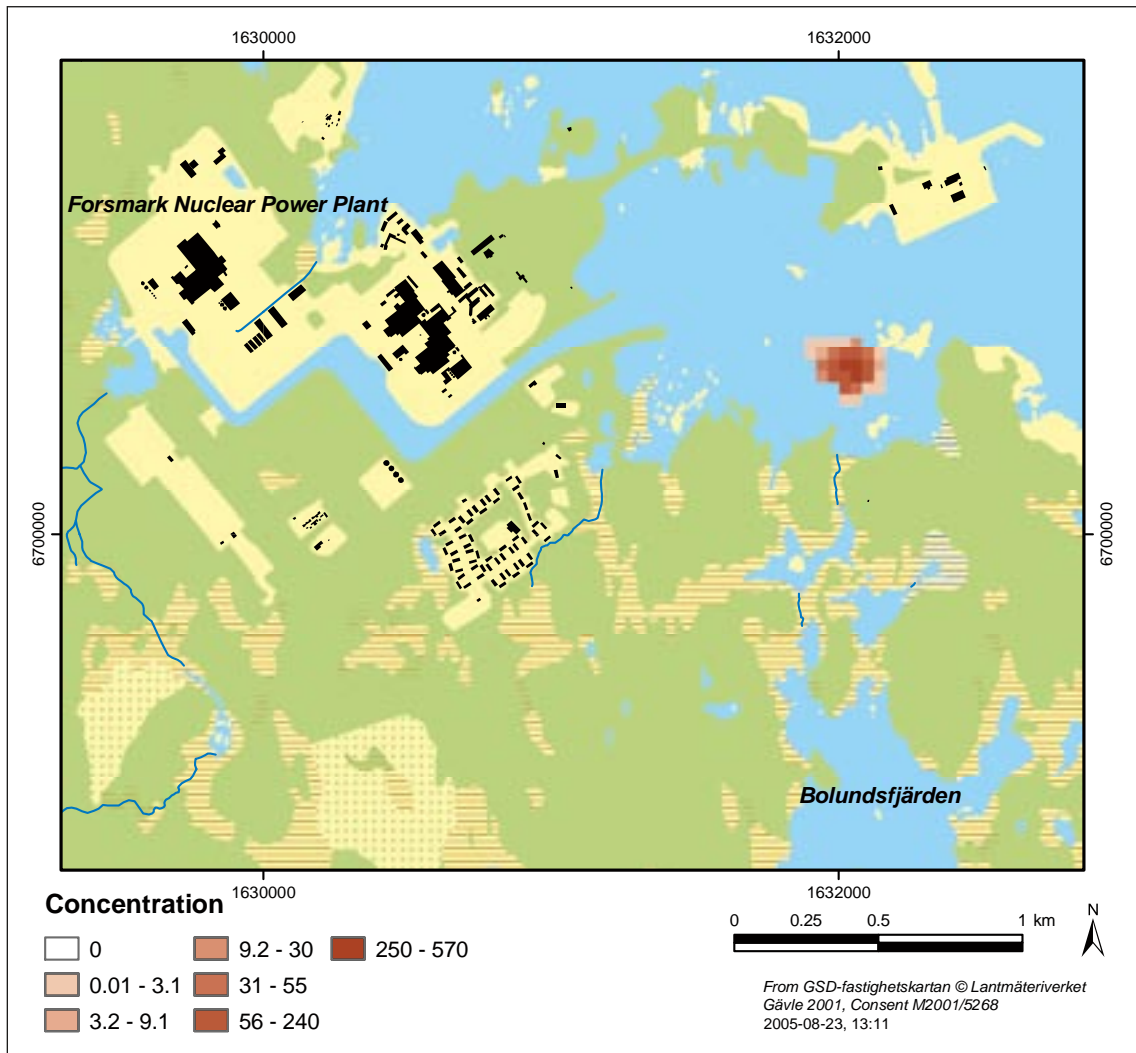 1630000 1632000
Forsmark Nuclear Power Plant
6700000 6700000
Bolundsfjärden
1630000 1632000
Concentration
0 9.2 - 30 250 - 570
0.01 - 3.1 31 - 55
3.2 - 9.1 56 - 240
0 0.25 0.5 1 km
N
From GSD-fastighetskartan © Lantmäteriverket
Gävle 2001, Consent M2001/5268
2005-08-23, 13:11